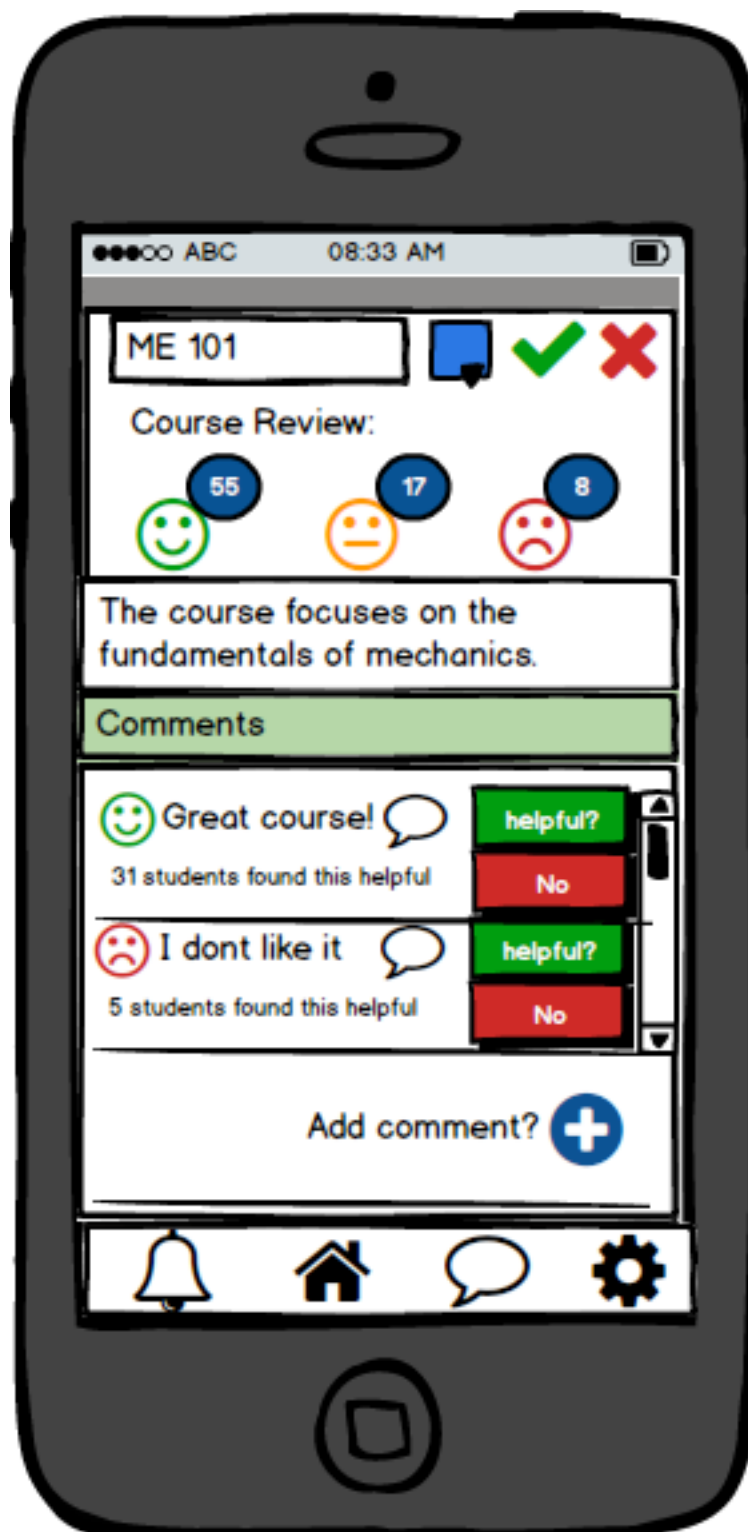 ABC 08:33 AM
ME 101
Course Review:
55 17 8
The course focuses on the
fundamentals of mechanics.
Comments
Great course! helpful?
31 students found this helpful No
I dont like it helpful?
5 students found this helpful No
Add comment?